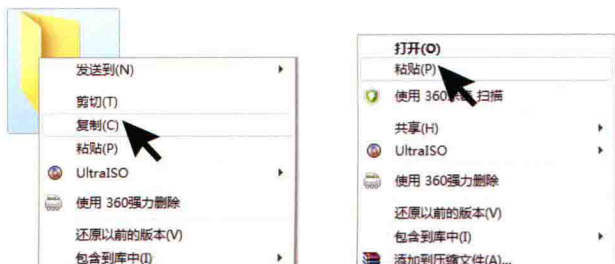 发送到(N)
剪切(T)
复制(C)
粘贴(P)
UltraISO
使用 360强力删除
还原以前的版本(V)
包含到库中(I)
打开(O)
粘贴(P)
使用 360 扫描
共享(H)
UltraISO
使用 360强力删除
还原以前的版本(V)
包含到库中(I)
添加到压缩文件(A)...